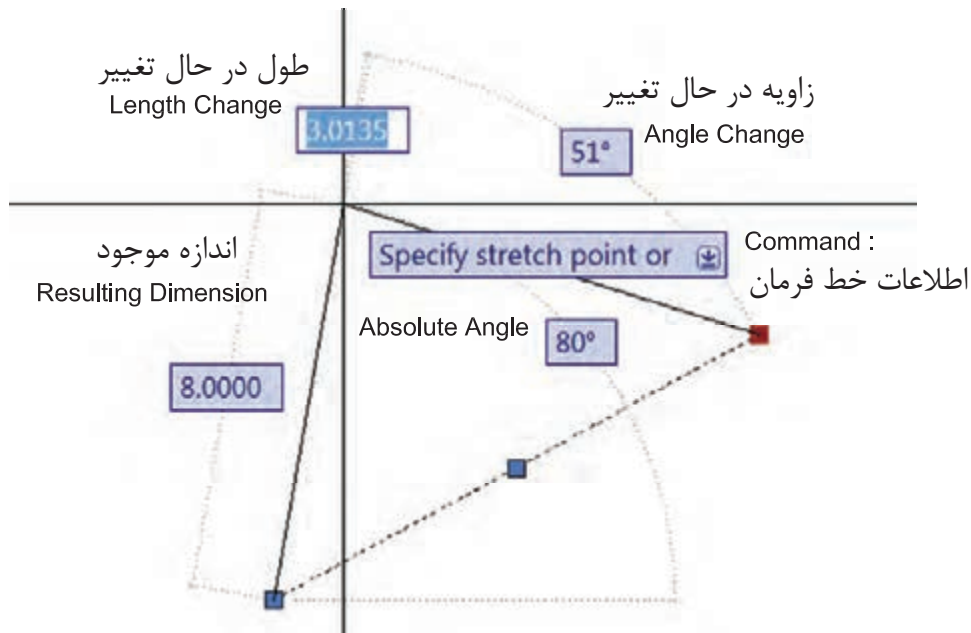 طول در حال تغییر
Length Change
3.0135
زاویه در حال تغییر
Angle Change
51°
اندازه موجود
Resulting Dimension
Specify stretch point or
Command :
اطلاعات خط فرمان
Absolute Angle
80°
8.0000